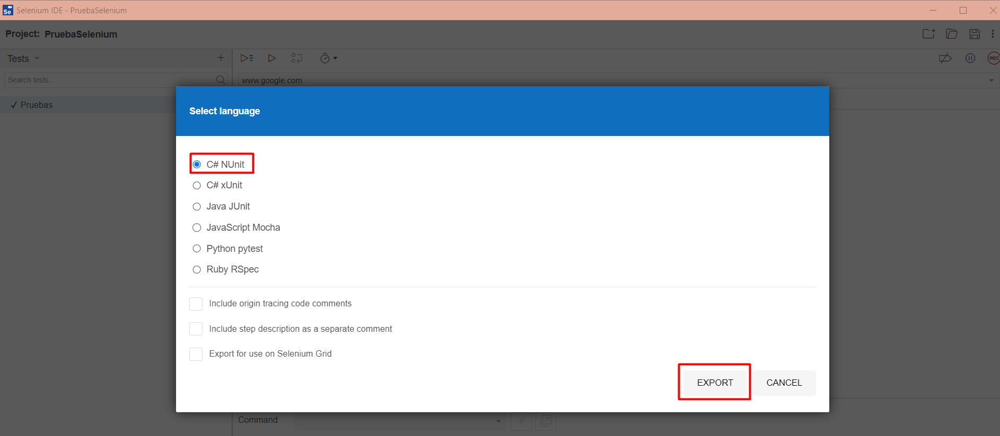 Se Selenium IDE - PruebaSelenium
Project: PruebaSelenium
Tests
REC
Search tests...
www.google.com
✓ Pruebas
Select language
C# NUnit
C# xUnit
Java JUnit
JavaScript Mocha
Python pytest
Ruby RSpec
Include origin tracing code comments
Include step description as a separate comment
Export for use on Selenium Grid
EXPORT CANCEL
Command //